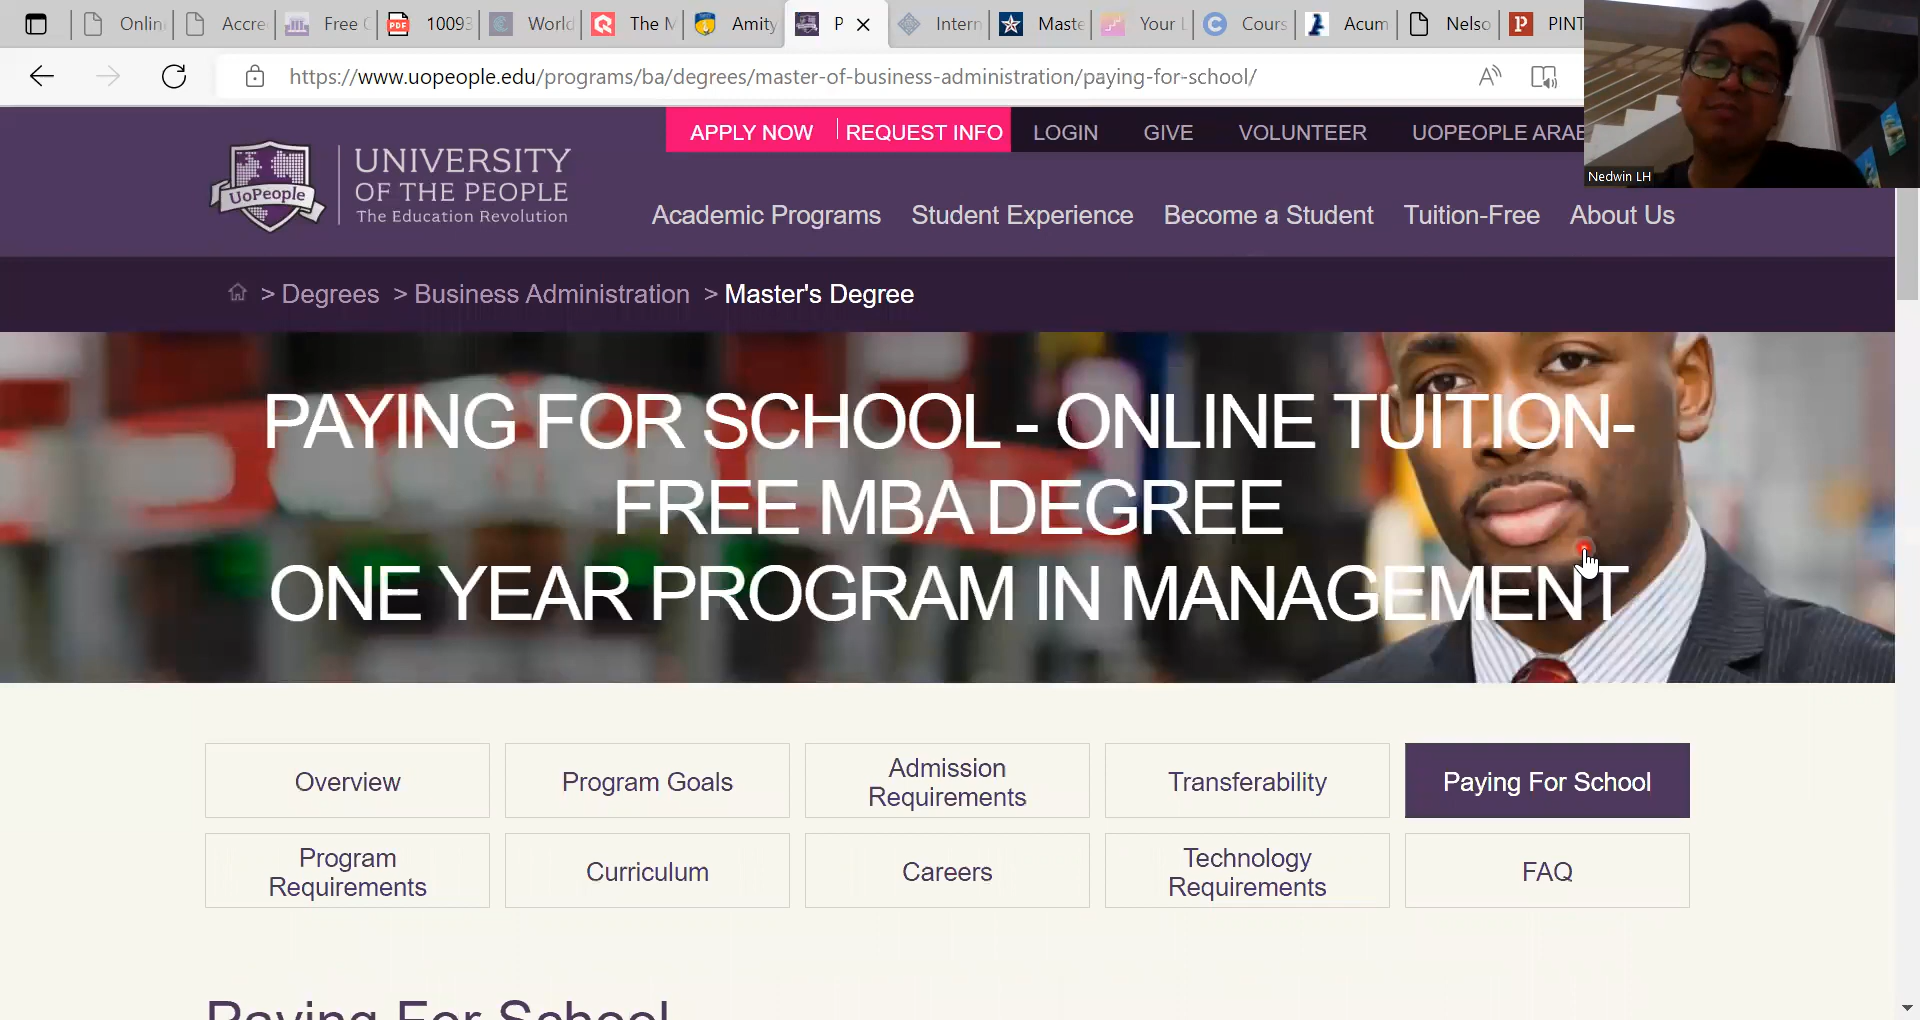 Onlin
Accre
Free C
PDF
10093
World
The M
Amity
P
Intern
Maste
Your L
Cours
Acum
Nelso
PINT
https://www.uopeople.edu/programs/ba/degrees/master-of-business-administration/paying-for-school/
APPLY NOW
REQUEST INFO
LOGIN
GIVE
VOLUNTEER
UOPEOPLE ARAB
Nedwin LH
UoPeople
UNIVERSITY
OF THE PEOPLE
The Education Revolution
Academic Programs
Student Experience
Become a Student
Tuition-Free
About Us
> Degrees > Business Administration > Master's Degree
PAYING FOR SCHOOL - ONLINE TUITION-
FREE MBA DEGREE
ONE YEAR PROGRAM IN MANAGEMENT
Overview
Program Goals
Admission
Requirements
Transferability
Paying For School
Program
Requirements
Curriculum
Careers
Technology
Requirements
FAQ
Paying For School